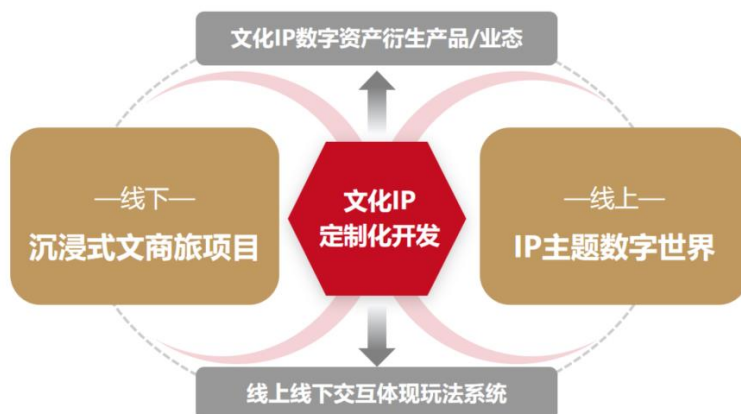 文化IP数字资产衍生产品/业态
—线下—
沉浸式文商旅项目
文化IP
定制化开发
—线上—
IP主题数字世界
线上线下交互体现玩法系统